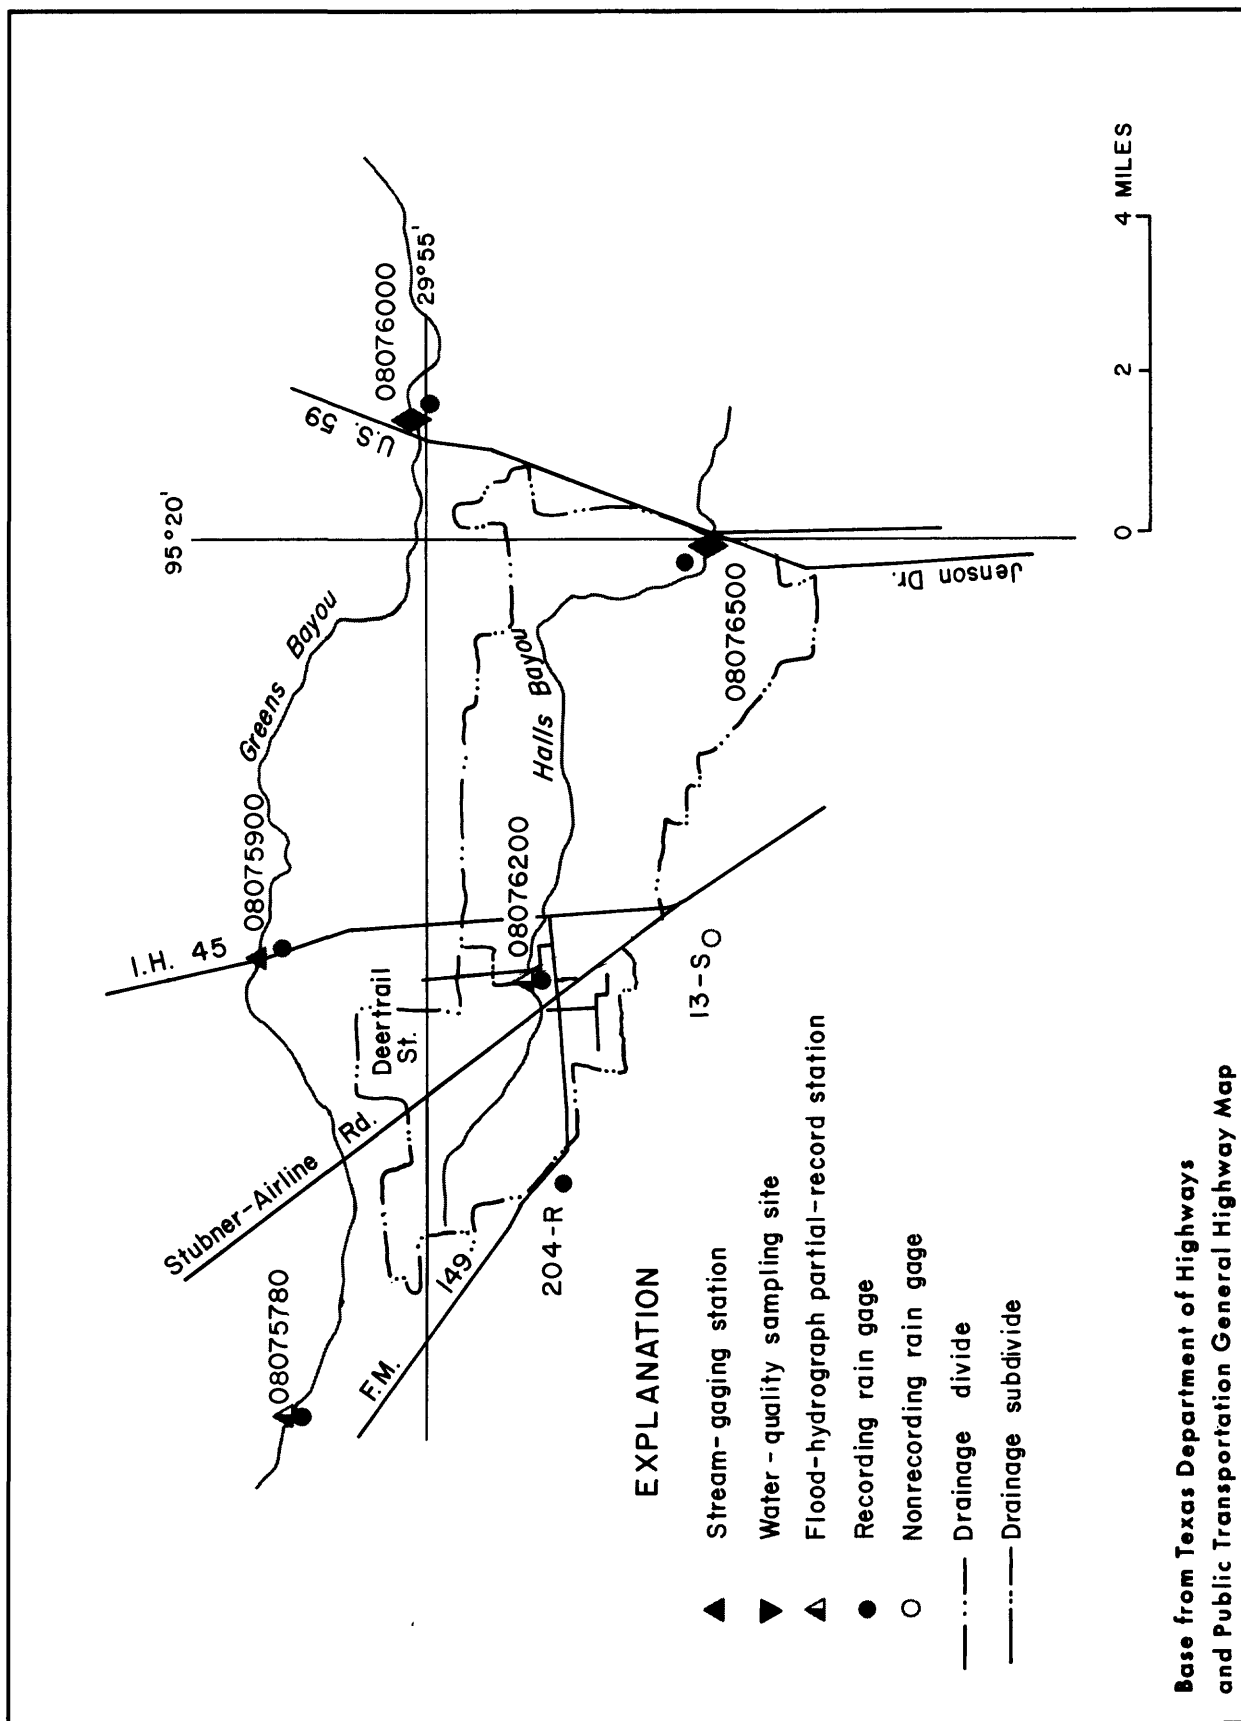 95°20'
29°55'
Greens Bayou
Halls Bayou
U.S. 59
I.H. 45
Stubner-Airline Rd.
Deertrail
St.
F.M. 149
Jenson Dr.
08075780
08075900
08076000
08076200
08076500
204-R
13-S
0 2 4 MILES
EXPLANATION
Stream-gaging station
Water-quality sampling site
Flood-hydrograph partial-record station
Recording rain gage
Nonrecording rain gage
Drainage divide
Drainage subdivide
Base from Texas Department of Highways
and Public Transportation General Highway Map